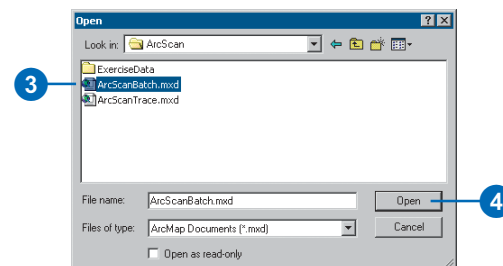 Open
Look in: ArcScan
ExerciseData
3
ArcScanBatch.mxd
ArcScanTrace.mxd
File name: ArcScanBatch.mxd Open
4
Files of type: ArcMap Documents (*.mxd) Cancel
Open as read-only